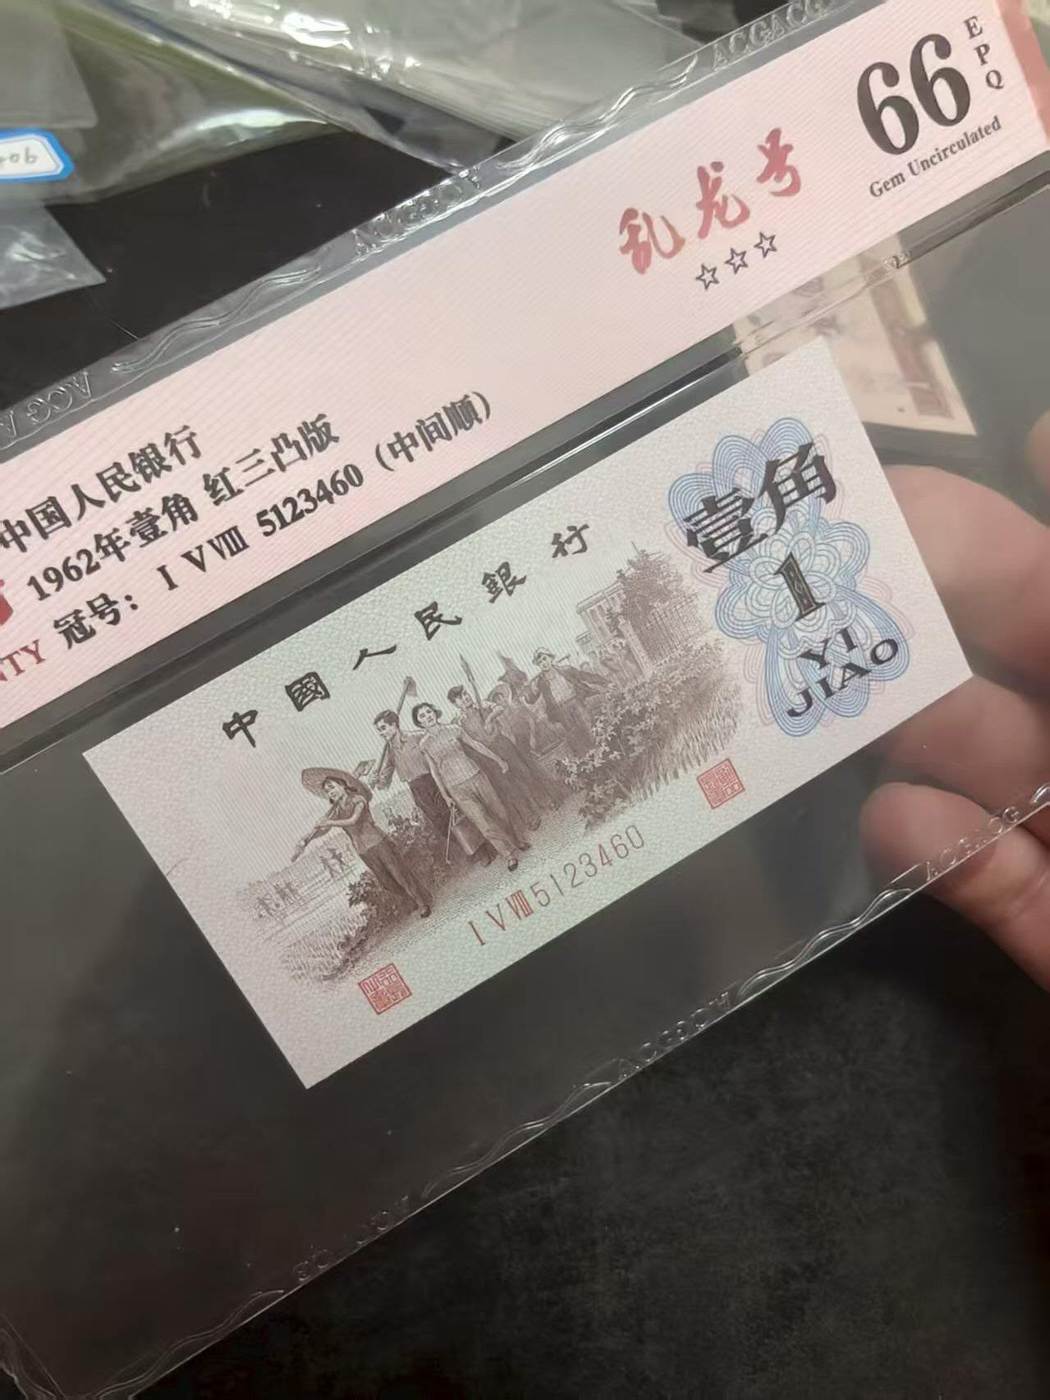 66
EPQ
Gem Uncirculated
乱龙号
☆☆☆
中国人民银行
1962年壹角 红三凸版
冠号: I V VIII 5123460 (中间顺)
中國人民銀行
壹角
1
YI
JIAO
I V VIII 5123460